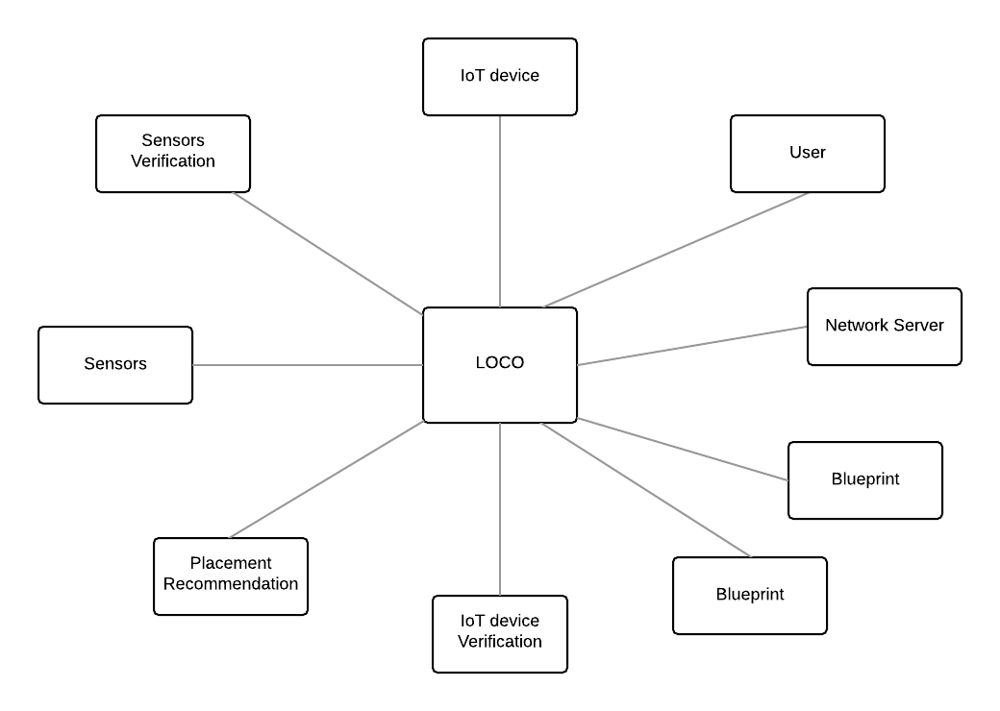 IoT device
Sensors
Verification
User
Network Server
LOCO
Sensors
Blueprint
Placement
Recommendation
Blueprint
IoT device
Verification